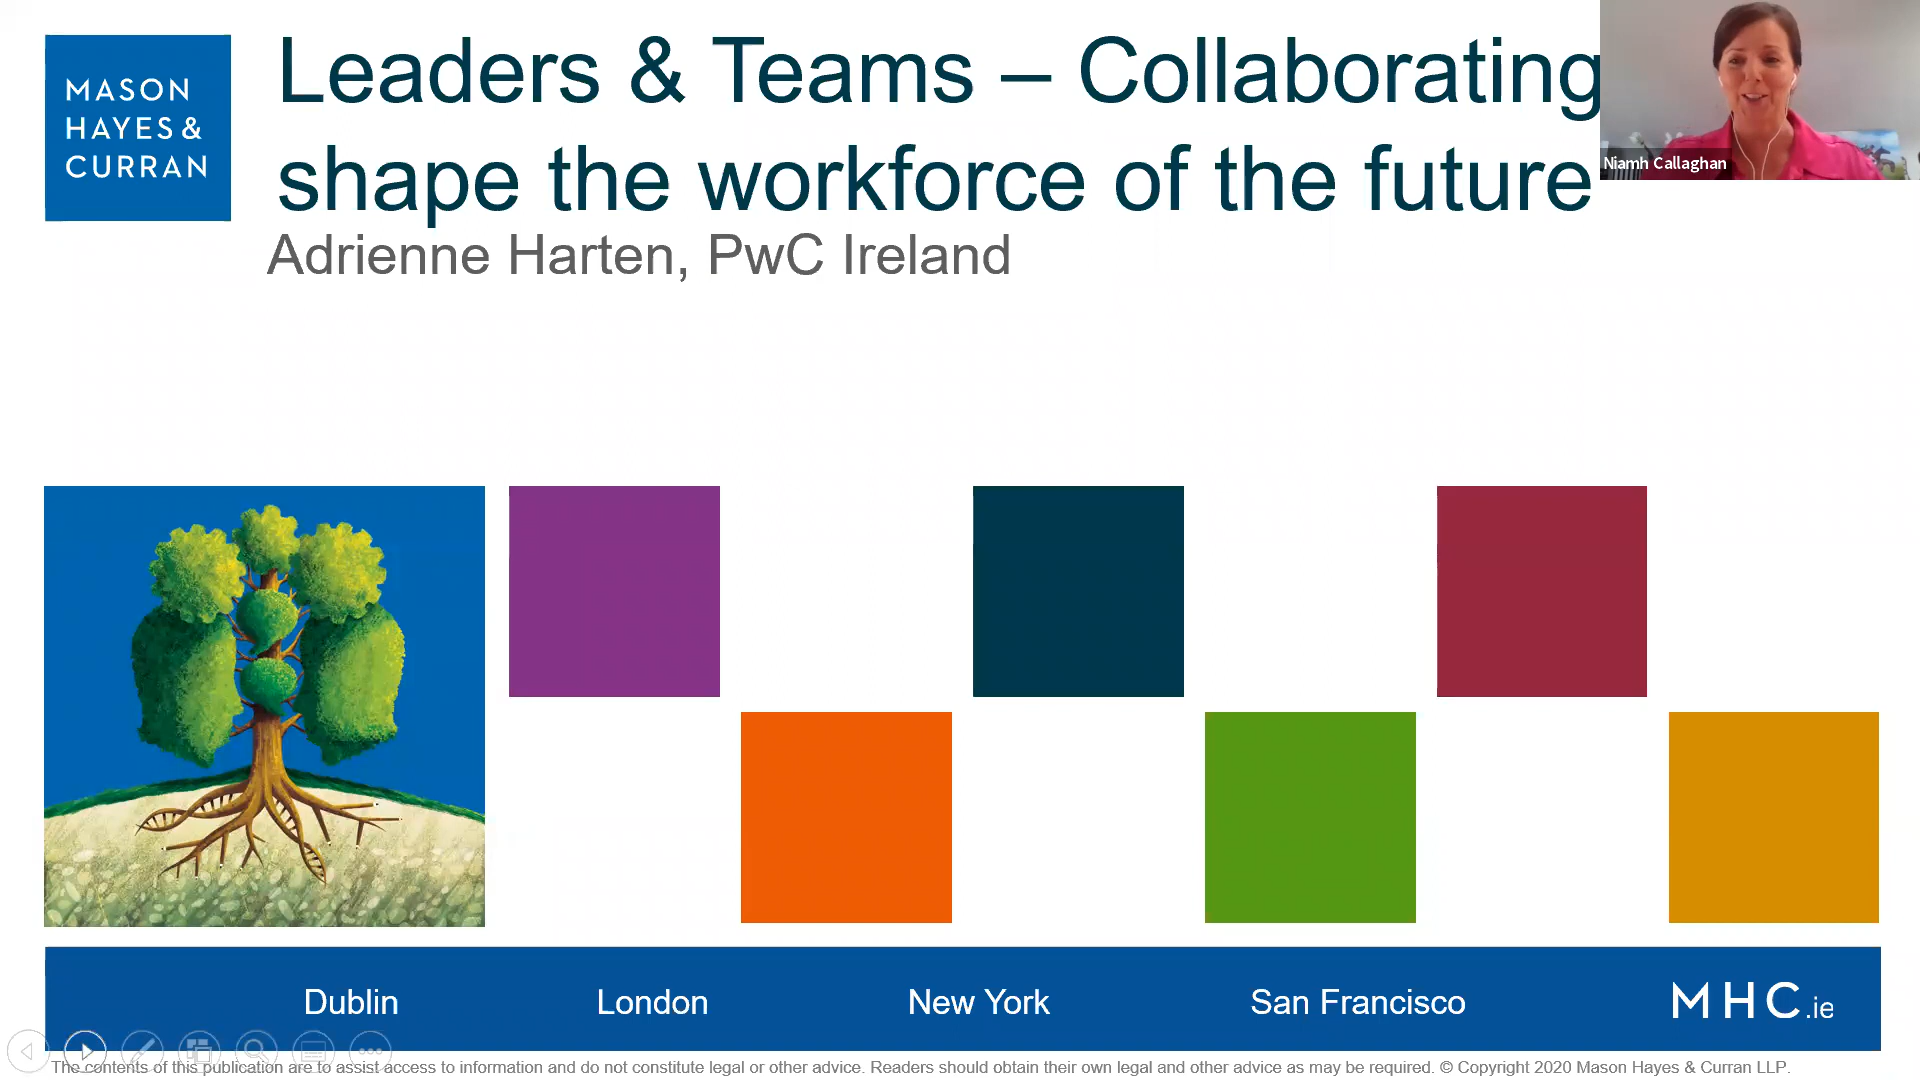 MASON
HAYES &
CURRAN
Leaders & Teams – Collaborating
shape the workforce of the future
Adrienne Harten, PwC Ireland
Niamh Callaghan
Dublin London New York San Francisco MHC.ie
The contents of this publication are to assist access to information and do not constitute legal or other advice. Readers should obtain their own legal and other advice as may be required. © Copyright 2020 Mason Hayes & Curran LLP.